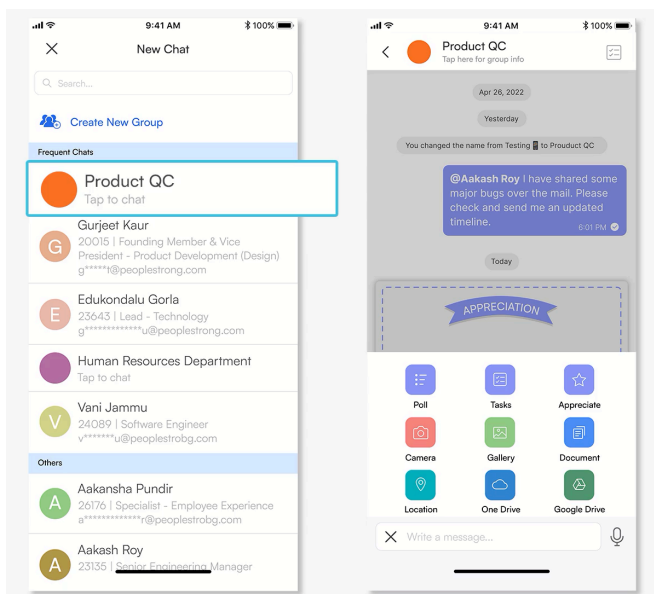 9:41 AM
100%
New Chat
Search...
Create New Group
Frequent Chats
Product QC
Tap to chat
G
Gurjeet Kaur
20015 | Founding Member & Vice
President - Product Development (Design)
g*****t@peoplestrong.com
E
Edukondalu Gorla
23643 | Lead - Technology
g*************u@peoplestrong.com
Human Resources Department
Tap to chat
V
Vani Jammu
24089 | Software Engineer
v*******u@peoplestrobg.com
Others
A
Aakansha Pundir
26176 | Specialist - Employee Experience
a*************r@peoplestrobg.com
A
Aakash Roy
23135 | Senior Engineering Manager
9:41 AM
100%
Product QC
Tap here for group info
Apr 26, 2022
Yesterday
You changed the name from Testing to Prouduct QC
@Aakash Roy I have shared some
major bugs over the mail. Please
check and send me an updated
timeline.
6:01 PM
Today
APPRECIATION
Poll
Tasks
Appreciate
Camera
Gallery
Document
Location
One Drive
Google Drive
Write a message...